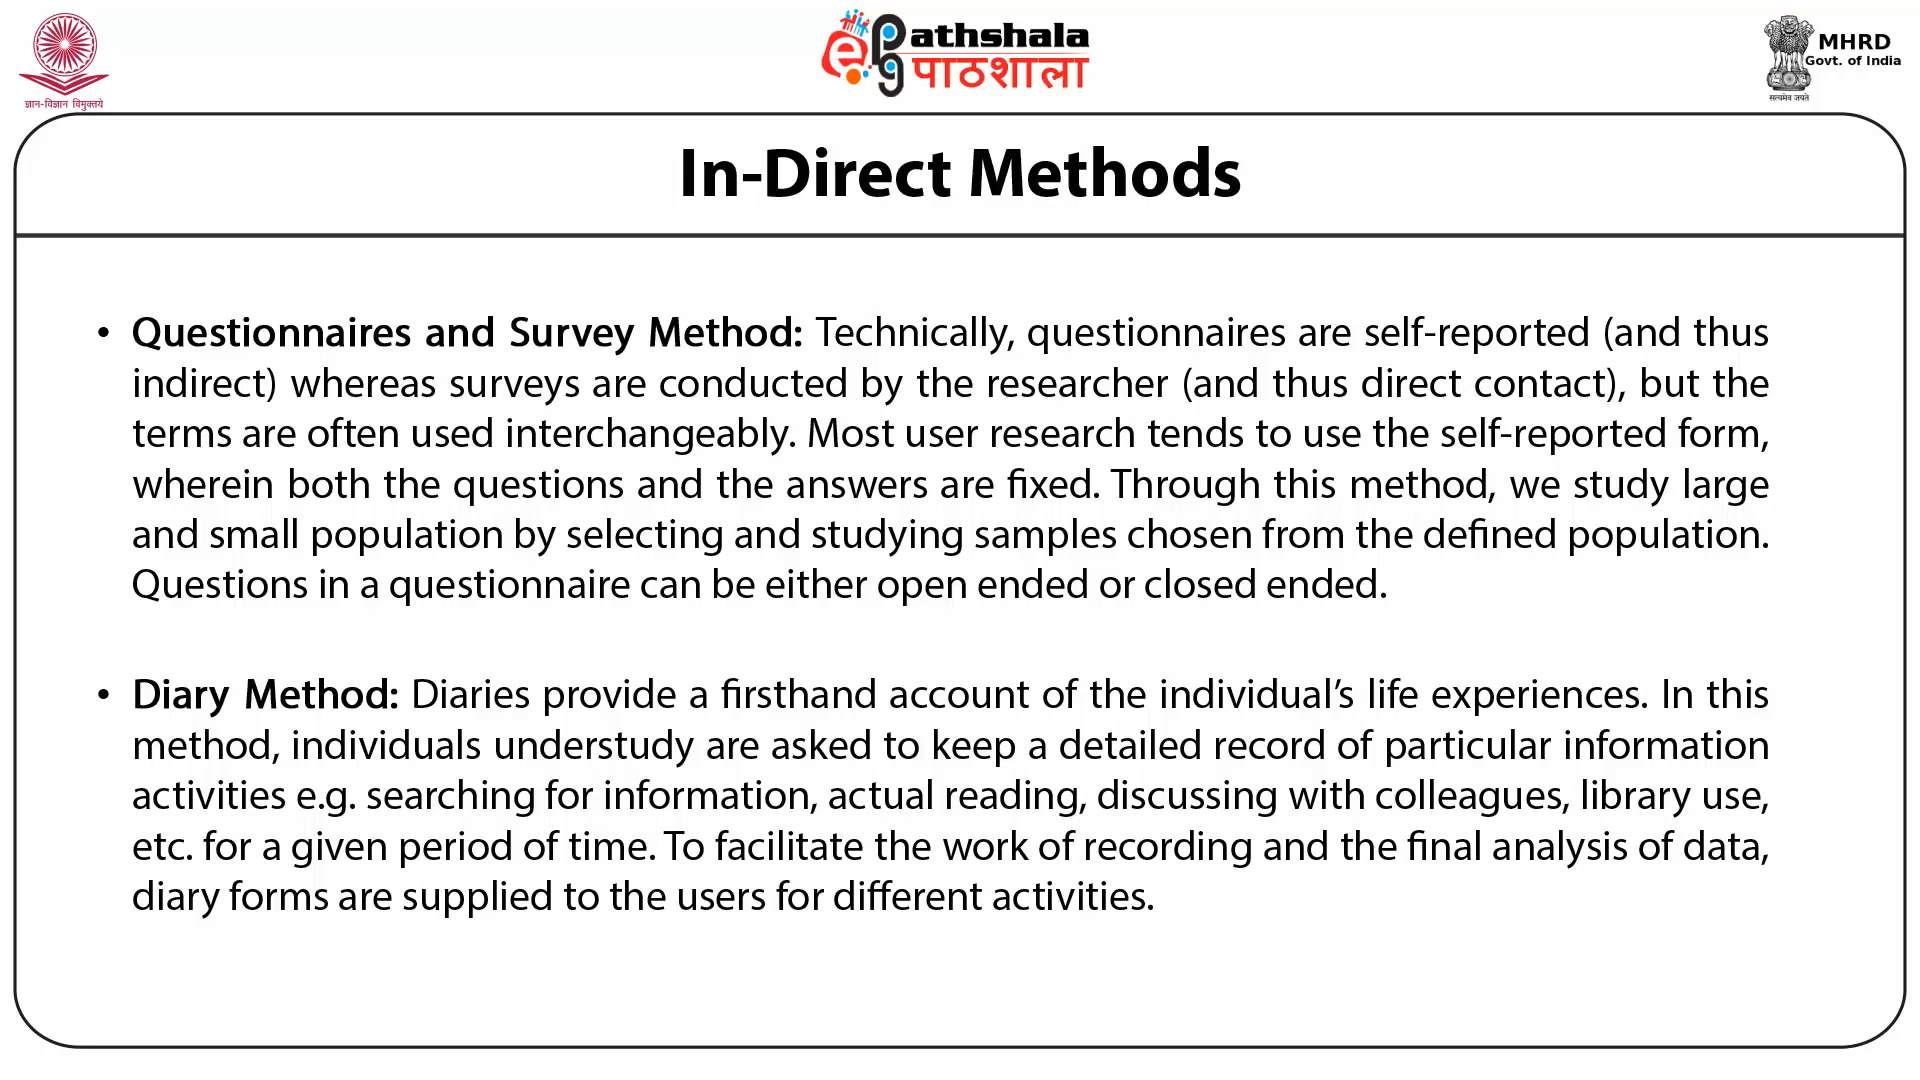 ज्ञान-विज्ञान विमुक्तये
ePg
athshala
पाठशाला
MHRD
Govt. of India
सत्यमेव जयते
In-Direct Methods
• Questionnaires and Survey Method: Technically, questionnaires are self-reported (and thus
indirect) whereas surveys are conducted by the researcher (and thus direct contact), but the
terms are often used interchangeably. Most user research tends to use the self-reported form,
wherein both the questions and the answers are fixed. Through this method, we study large
and small population by selecting and studying samples chosen from the defined population.
Questions in a questionnaire can be either open ended or closed ended.
• Diary Method: Diaries provide a firsthand account of the individual’s life experiences. In this
method, individuals understudy are asked to keep a detailed record of particular information
activities e.g. searching for information, actual reading, discussing with colleagues, library use,
etc. for a given period of time. To facilitate the work of recording and the final analysis of data,
diary forms are supplied to the users for different activities.